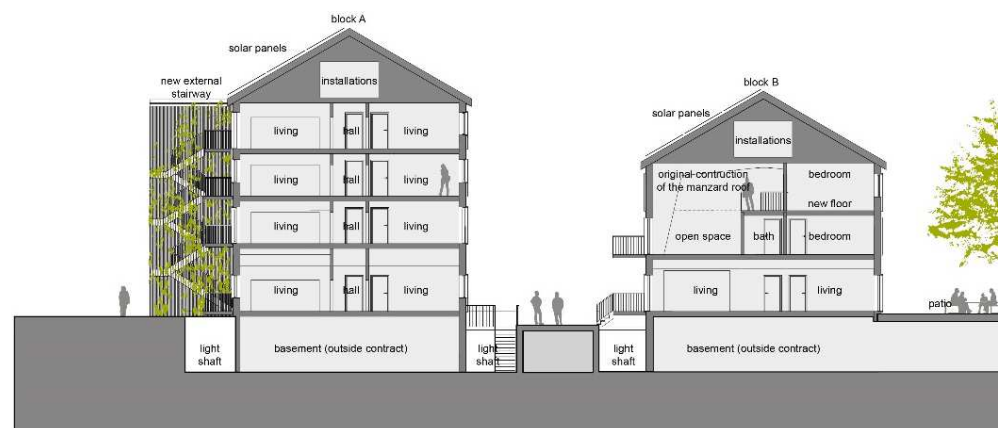 block A
solar panels
installations
new external
stairway
living hall living
living hall living
living hall living
living hall living
light
shaft
basement (outside contract)
light
shaft
block B
solar panels
installations
original contruction
of the manzard roof
bedroom
new floor
open space bath bedroom
living living
patio
light
shaft
basement (outside contract)